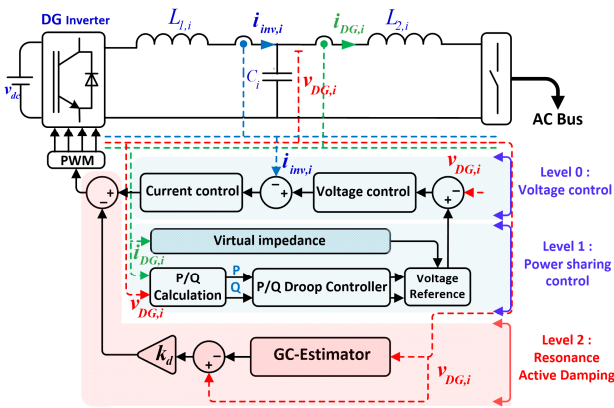 DG Inverter
L1,i
iinv,i
iDG,i
L2,i
vdc
Ci
vDG,i
AC Bus
PWM
iinv,i
vDG,i
Current control
Voltage control
Level 0 :
Voltage control
Virtual impedance
iDG,i
P/Q
Calculation
P
Q
P/Q Droop Controller
Voltage
Reference
vDG,i
Level 1 :
Power sharing
control
kd
GC-Estimator
vDG,i
Level 2 :
Resonance
Active Damping